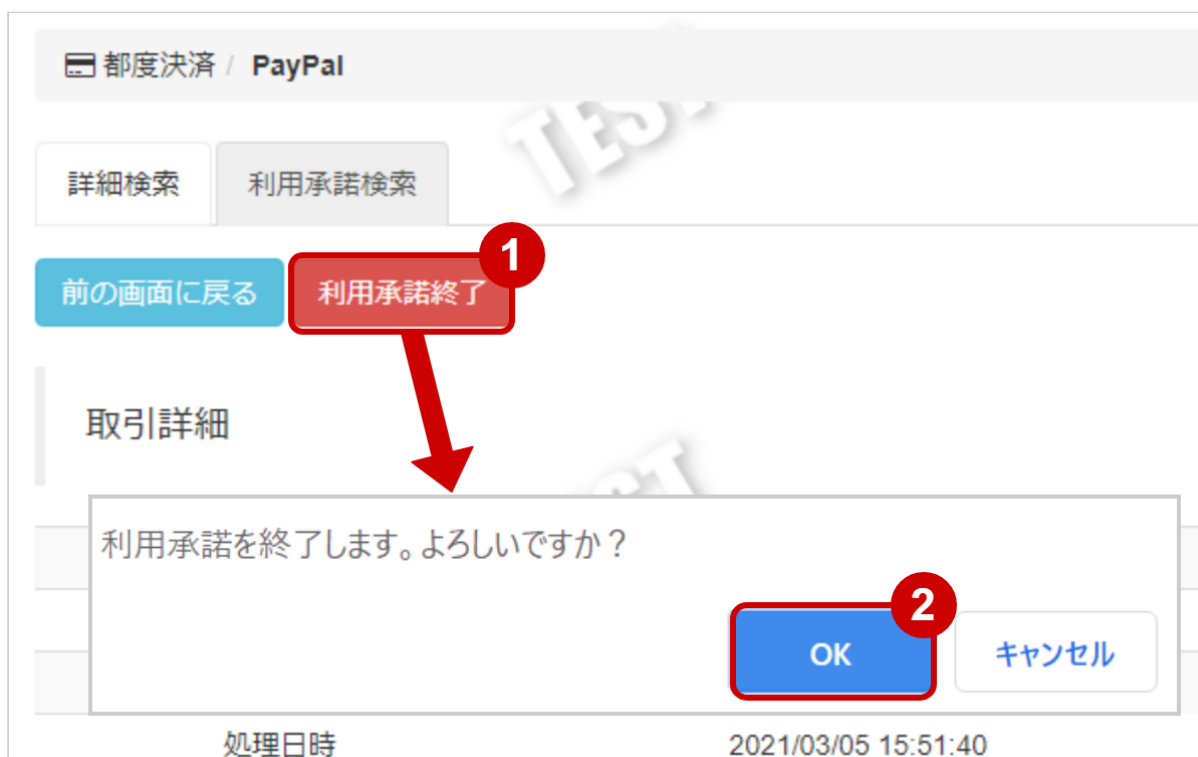 都度決済 / PayPal
TEST
詳細検索 利用承諾検索
前の画面に戻る 利用承諾終了 1
取引詳細
利用承諾を終了します。よろしいですか？
2
OK キャンセル
処理日時 2021/03/05 15:51:40